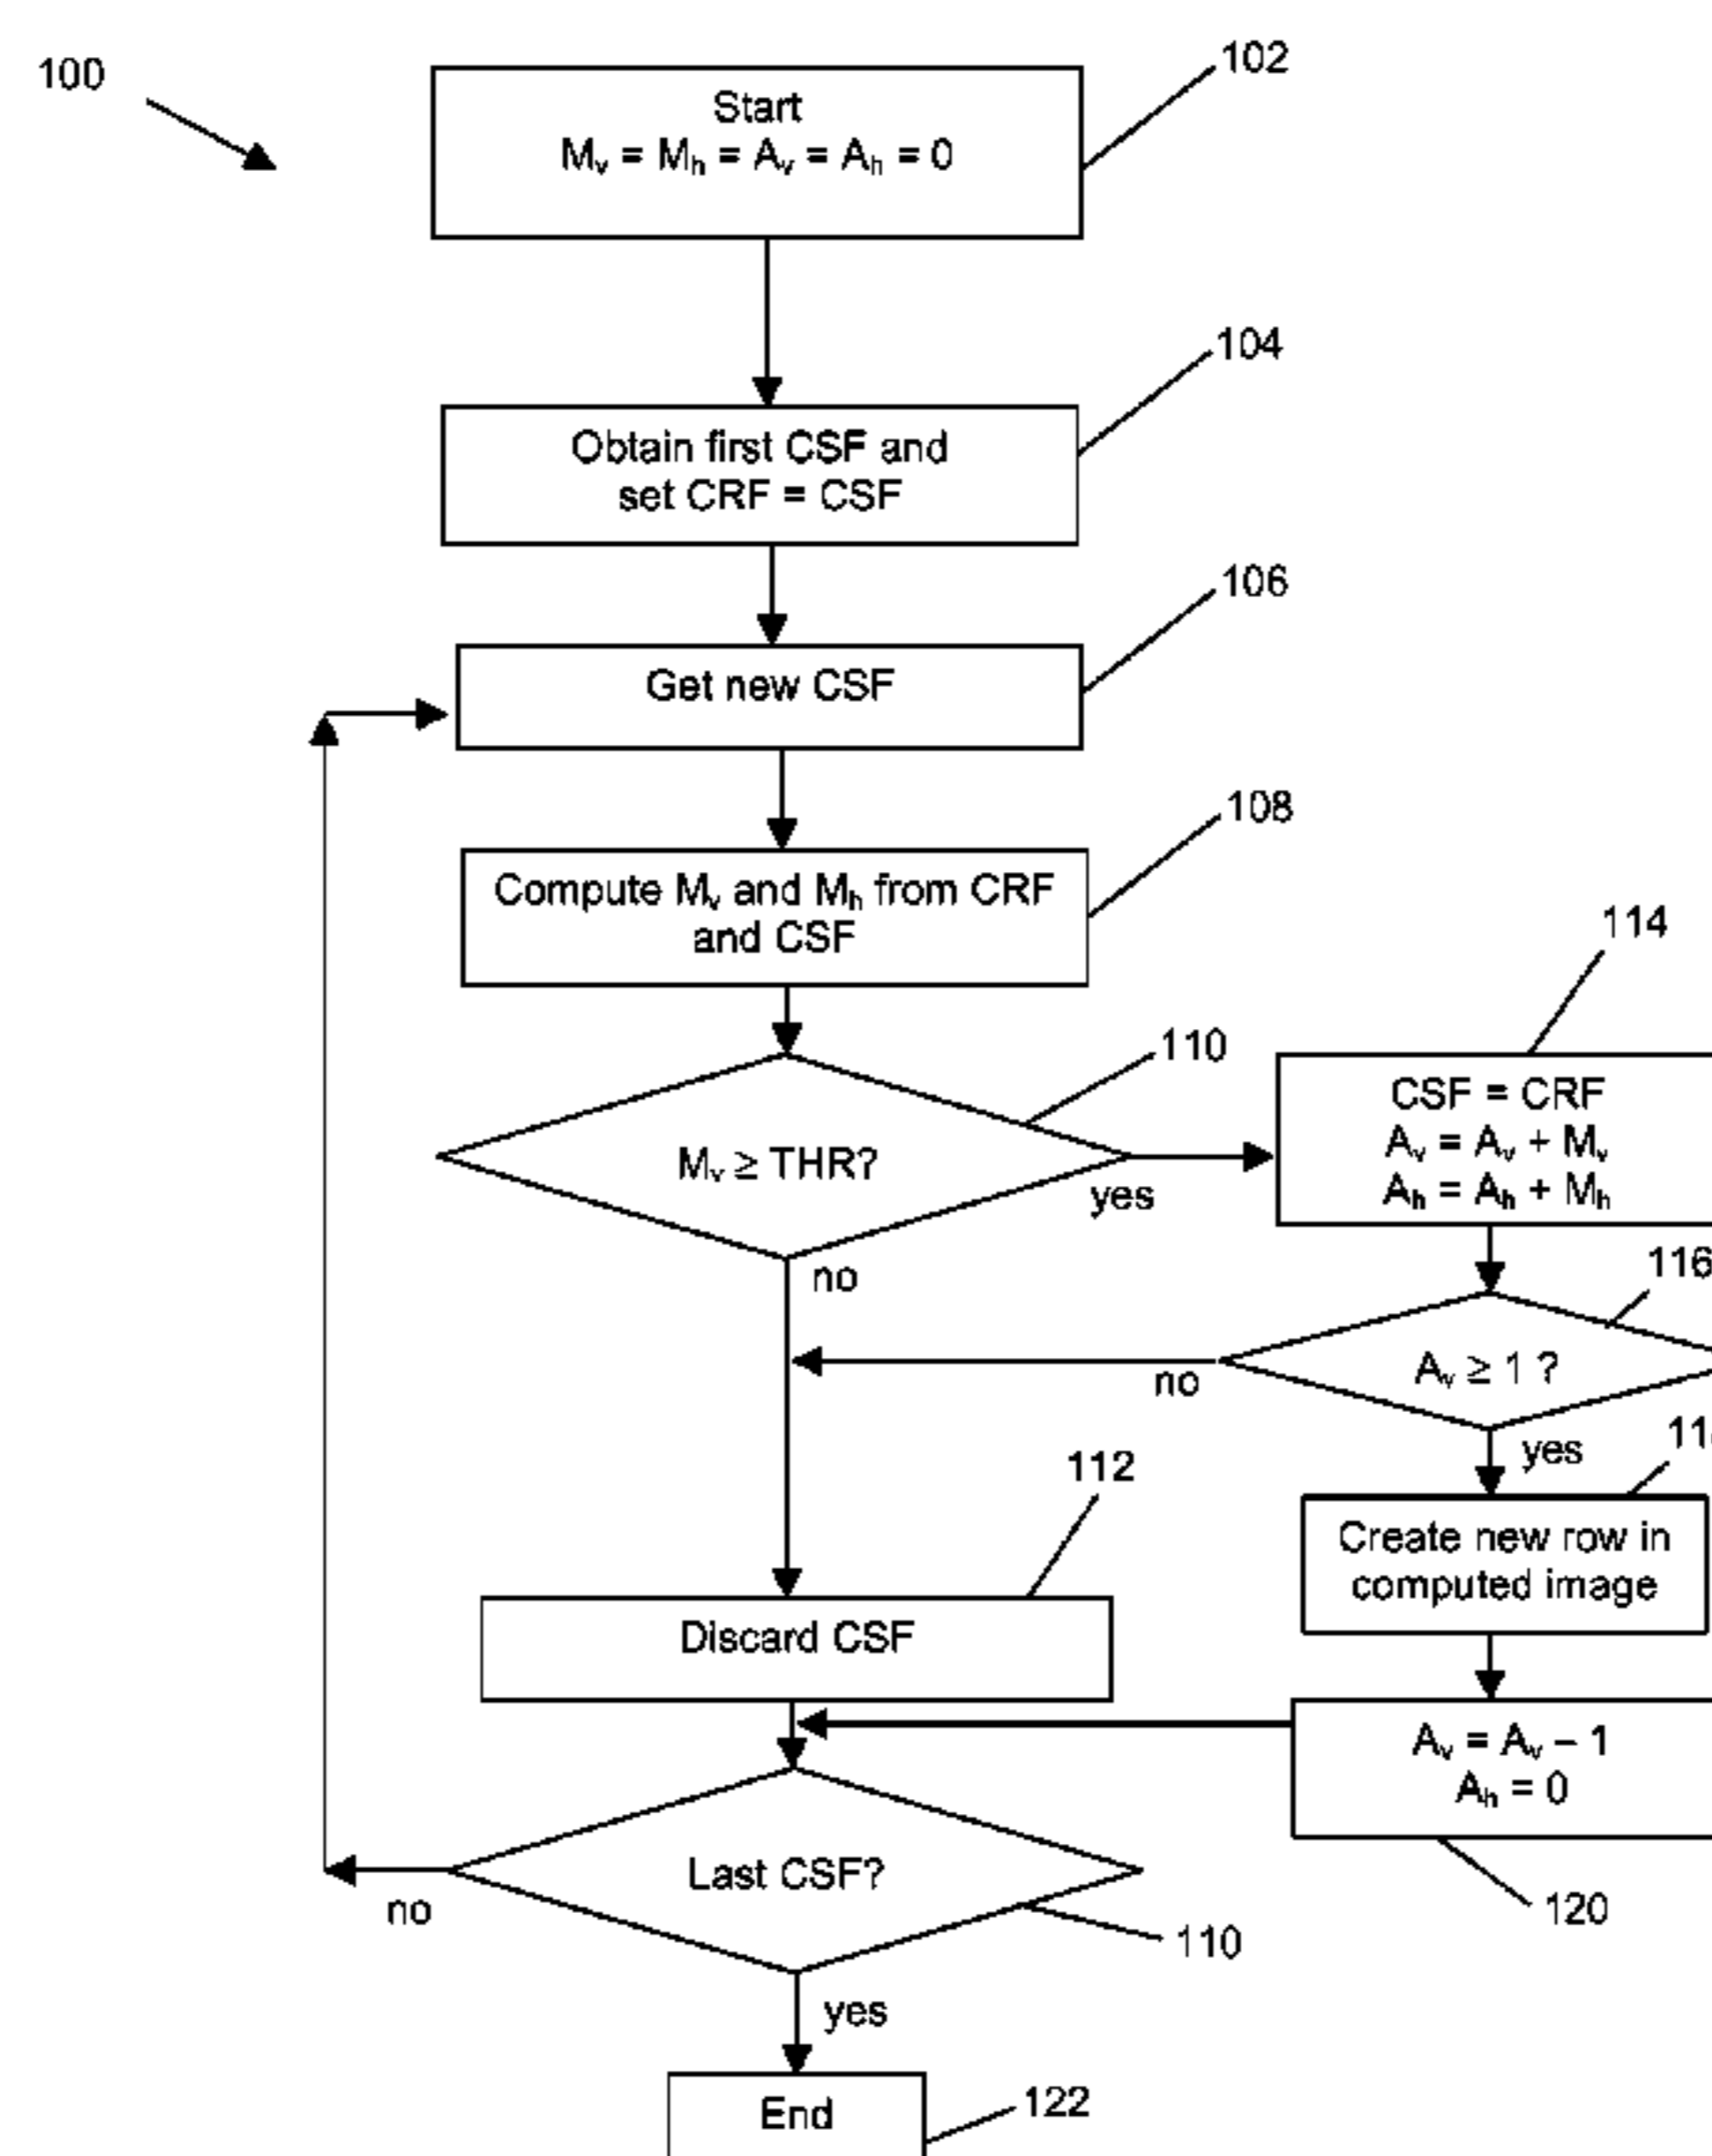 100
102
Start
Mv = Mh = Av = Ah = 0
104
Obtain first CSF and
set CRF = CSF
106
Get new CSF
108
Compute Mv and Mh from CRF
and CSF
110
Mv ≥ THR?
yes
no
114
CSF = CRF
Av = Av + Mv
Ah = Ah + Mh
116
Av ≥ 1 ?
no
yes
Create new row in
computed image
112
Discard CSF
Av = Av – 1
Ah = 0
120
Last CSF?
no
110
yes
End
122